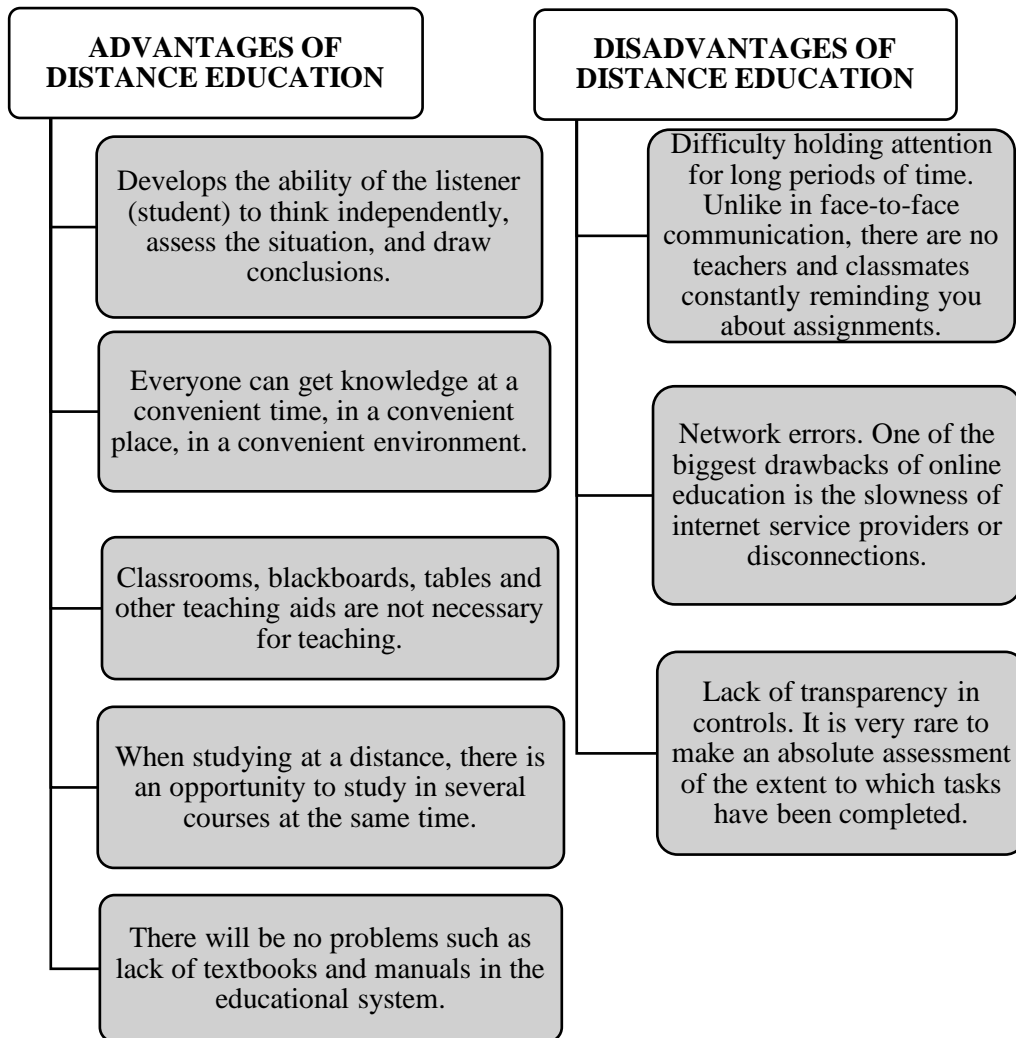 ADVANTAGES OF
DISTANCE EDUCATION
Develops the ability of the listener
(student) to think independently,
assess the situation, and draw
conclusions.
Everyone can get knowledge at a
convenient time, in a convenient
place, in a convenient environment.
Classrooms, blackboards, tables and
other teaching aids are not necessary
for teaching.
When studying at a distance, there is
an opportunity to study in several
courses at the same time.
There will be no problems such as
lack of textbooks and manuals in the
educational system.
DISADVANTAGES OF
DISTANCE EDUCATION
Difficulty holding attention
for long periods of time.
Unlike in face-to-face
communication, there are no
teachers and classmates
constantly reminding you
about assignments.
Network errors. One of the
biggest drawbacks of online
education is the slowness of
internet service providers or
disconnections.
Lack of transparency in
controls. It is very rare to
make an absolute assessment
of the extent to which tasks
have been completed.